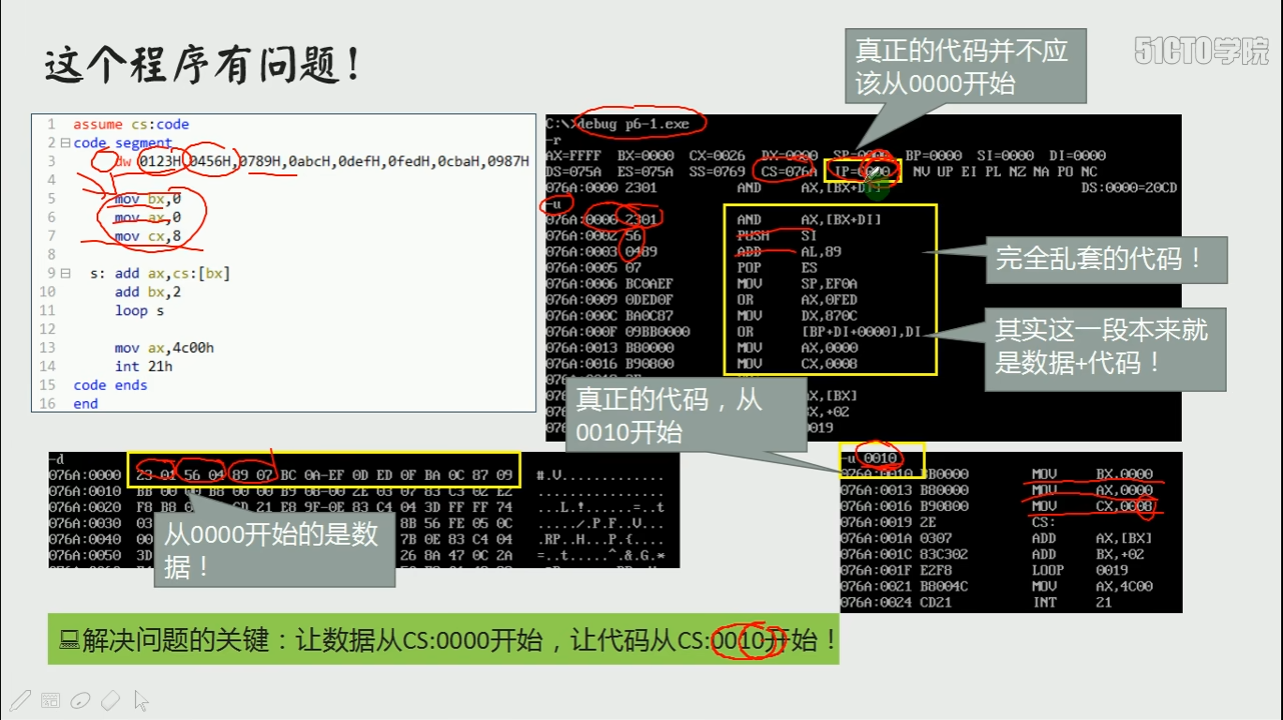 这个程序有问题！
51CTO学院
真正的代码并不应
该从0000开始
1 assume cs:code
2 code segment
3 dw 0123H,0456H,0789H,0abcH,0defH,0fedH,0cbaH,0987H
4
5 mov bx,0
6 mov ax,0
7 mov cx,8
8
9 s: add ax,cs:[bx]
10 add bx,2
11 loop s
12
13 mov ax,4c00h
14 int 21h
15 code ends
16 end
C:\>debug p6-1.exe
-r
AX=FFFF BX=0000 CX=0026 DX=0000 SP=0000 BP=0000 SI=0000 DI=0000
DS=075A ES=075A SS=0769 CS=076A IP=0000 NV UP EI PL NZ NA PO NC
076A:0000 2301 AND AX,[BX+DI] DS:0000=20CD
-u
076A:0000 2301 AND AX,[BX+DI]
076A:0002 56 PUSH SI
076A:0003 0489 ADD AL,89
076A:0005 07 POP ES
076A:0006 BC0AEF MOV SP,EF0A
076A:0009 0DED0F OR AX,0FED
076A:000C BA0C87 MOV DX,870C
076A:000F 09BB0000 OR [BP+DI+0000],DI
076A:0013 B80000 MOV AX,0000
076A:0016 B90800 MOV CX,0008
AX,[BX]
BX,+02
0019
完全乱套的代码！
其实这一段本来就
是数据+代码！
真正的代码，从
0010开始
-d
076A:0000 23 01 56 04 89 07 BC 0A-EF 0D ED 0F BA 0C 87 09 #.V.............
076A:0010 BB 00 00 B8 00 00 B9 08-00 2E 03 07 83 C3 02 E2 ................
076A:0020 F8 B8 00 4C CD 21 E8 9F-0E 83 C4 04 3D FF FF 74 ...L.!......=..t
076A:0030 03 8B 56 FE 05 0C ....../.P.F..V...
076A:0040 00 7B 0E 83 C4 04 .RP..H...P.{....
076A:0050 3D 26 8A 47 0C 2A =..t.....^.&.G.*
从0000开始的是数
据！
-u 0010
076A:0010 BB0000 MOV BX,0000
076A:0013 B80000 MOV AX,0000
076A:0016 B90800 MOV CX,0008
076A:0019 2E CS:
076A:001A 0307 ADD AX,[BX]
076A:001C 83C302 ADD BX,+02
076A:001F E2F8 LOOP 0019
076A:0021 B8004C MOV AX,4C00
076A:0024 CD21 INT 21
解决问题的关键：让数据从CS:0000开始，让代码从CS:0010开始！